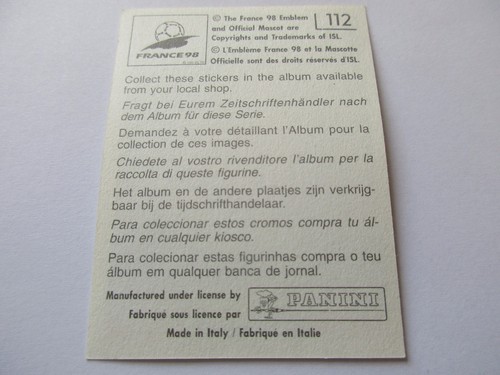 FRANCE 98
© The France 98 Emblem
and Official Mascot are
Copyrights and Trademarks of ISL.
© L'Emblème France 98 et la Mascotte
Officielle sont des droits réservés d'ISL.
112
Collect these stickers in the album available
from your local shop.
Fragt bei Eurem Zeitschriftenhändler nach
dem Album für diese Serie.
Demandez à votre détaillant l'Album pour la
collection de ces images.
Chiedete al vostro rivenditore l'album per la
raccolta di queste figurine.
Het album en de andere plaatjes zijn verkrijg-
baar bij de tijdschrifthandelaar.
Para coleccionar estos cromos compra tu ál-
bum en cualquier kiosco.
Para colecionar estas figurinhas compra o teu
álbum em qualquer banca de jornal.
Manufactured under license by
Fabriqué sous licence par
PANINI
Made in Italy / Fabriqué en Italie